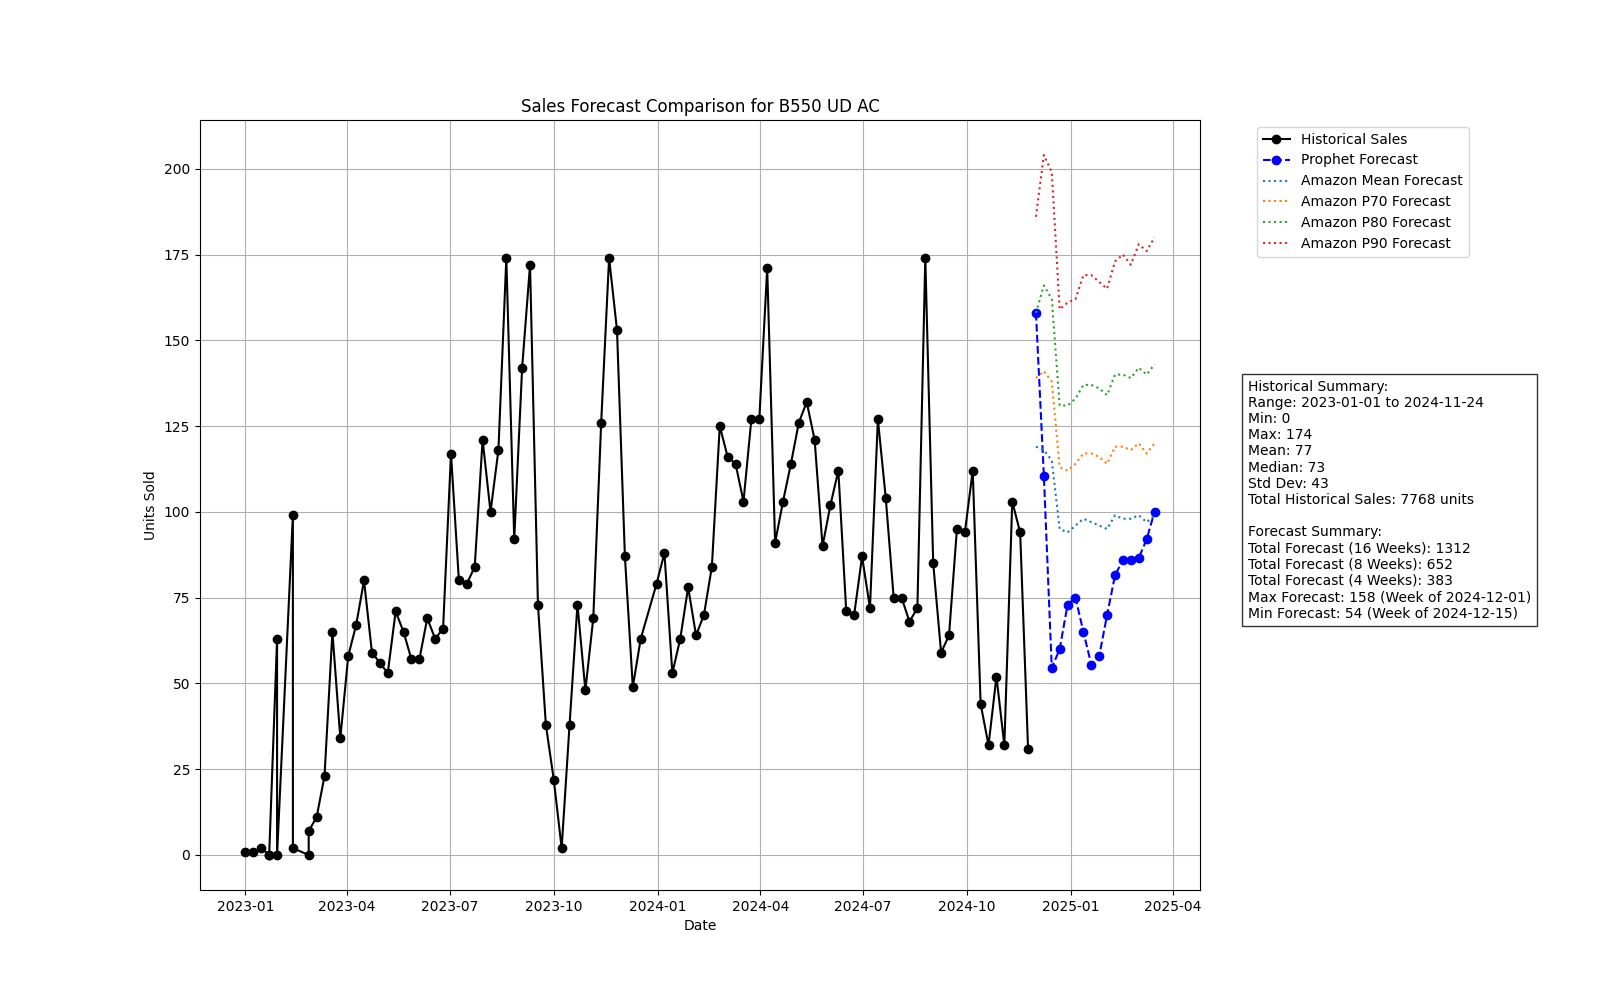 Sales Forecast Comparison for B550 UD AC
Units Sold
200
175
150
125
100
75
50
25
0
2023-01
2023-04
2023-07
2023-10
2024-01
2024-04
2024-07
2024-10
2025-01
2025-04
Date
Historical Sales
Prophet Forecast
Amazon Mean Forecast
Amazon P70 Forecast
Amazon P80 Forecast
Amazon P90 Forecast
Historical Summary:
Range: 2023-01-01 to 2024-11-24
Min: 0
Max: 174
Mean: 77
Median: 73
Std Dev: 43
Total Historical Sales: 7768 units
Forecast Summary:
Total Forecast (16 Weeks): 1312
Total Forecast (8 Weeks): 652
Total Forecast (4 Weeks): 383
Max Forecast: 158 (Week of 2024-12-01)
Min Forecast: 54 (Week of 2024-12-15)